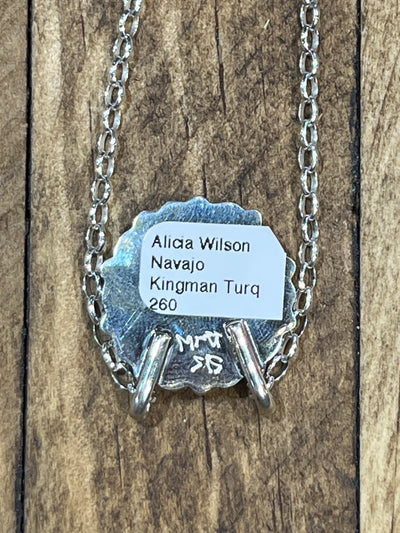 Alicia Wilson
Navajo
Kingman Turq
260